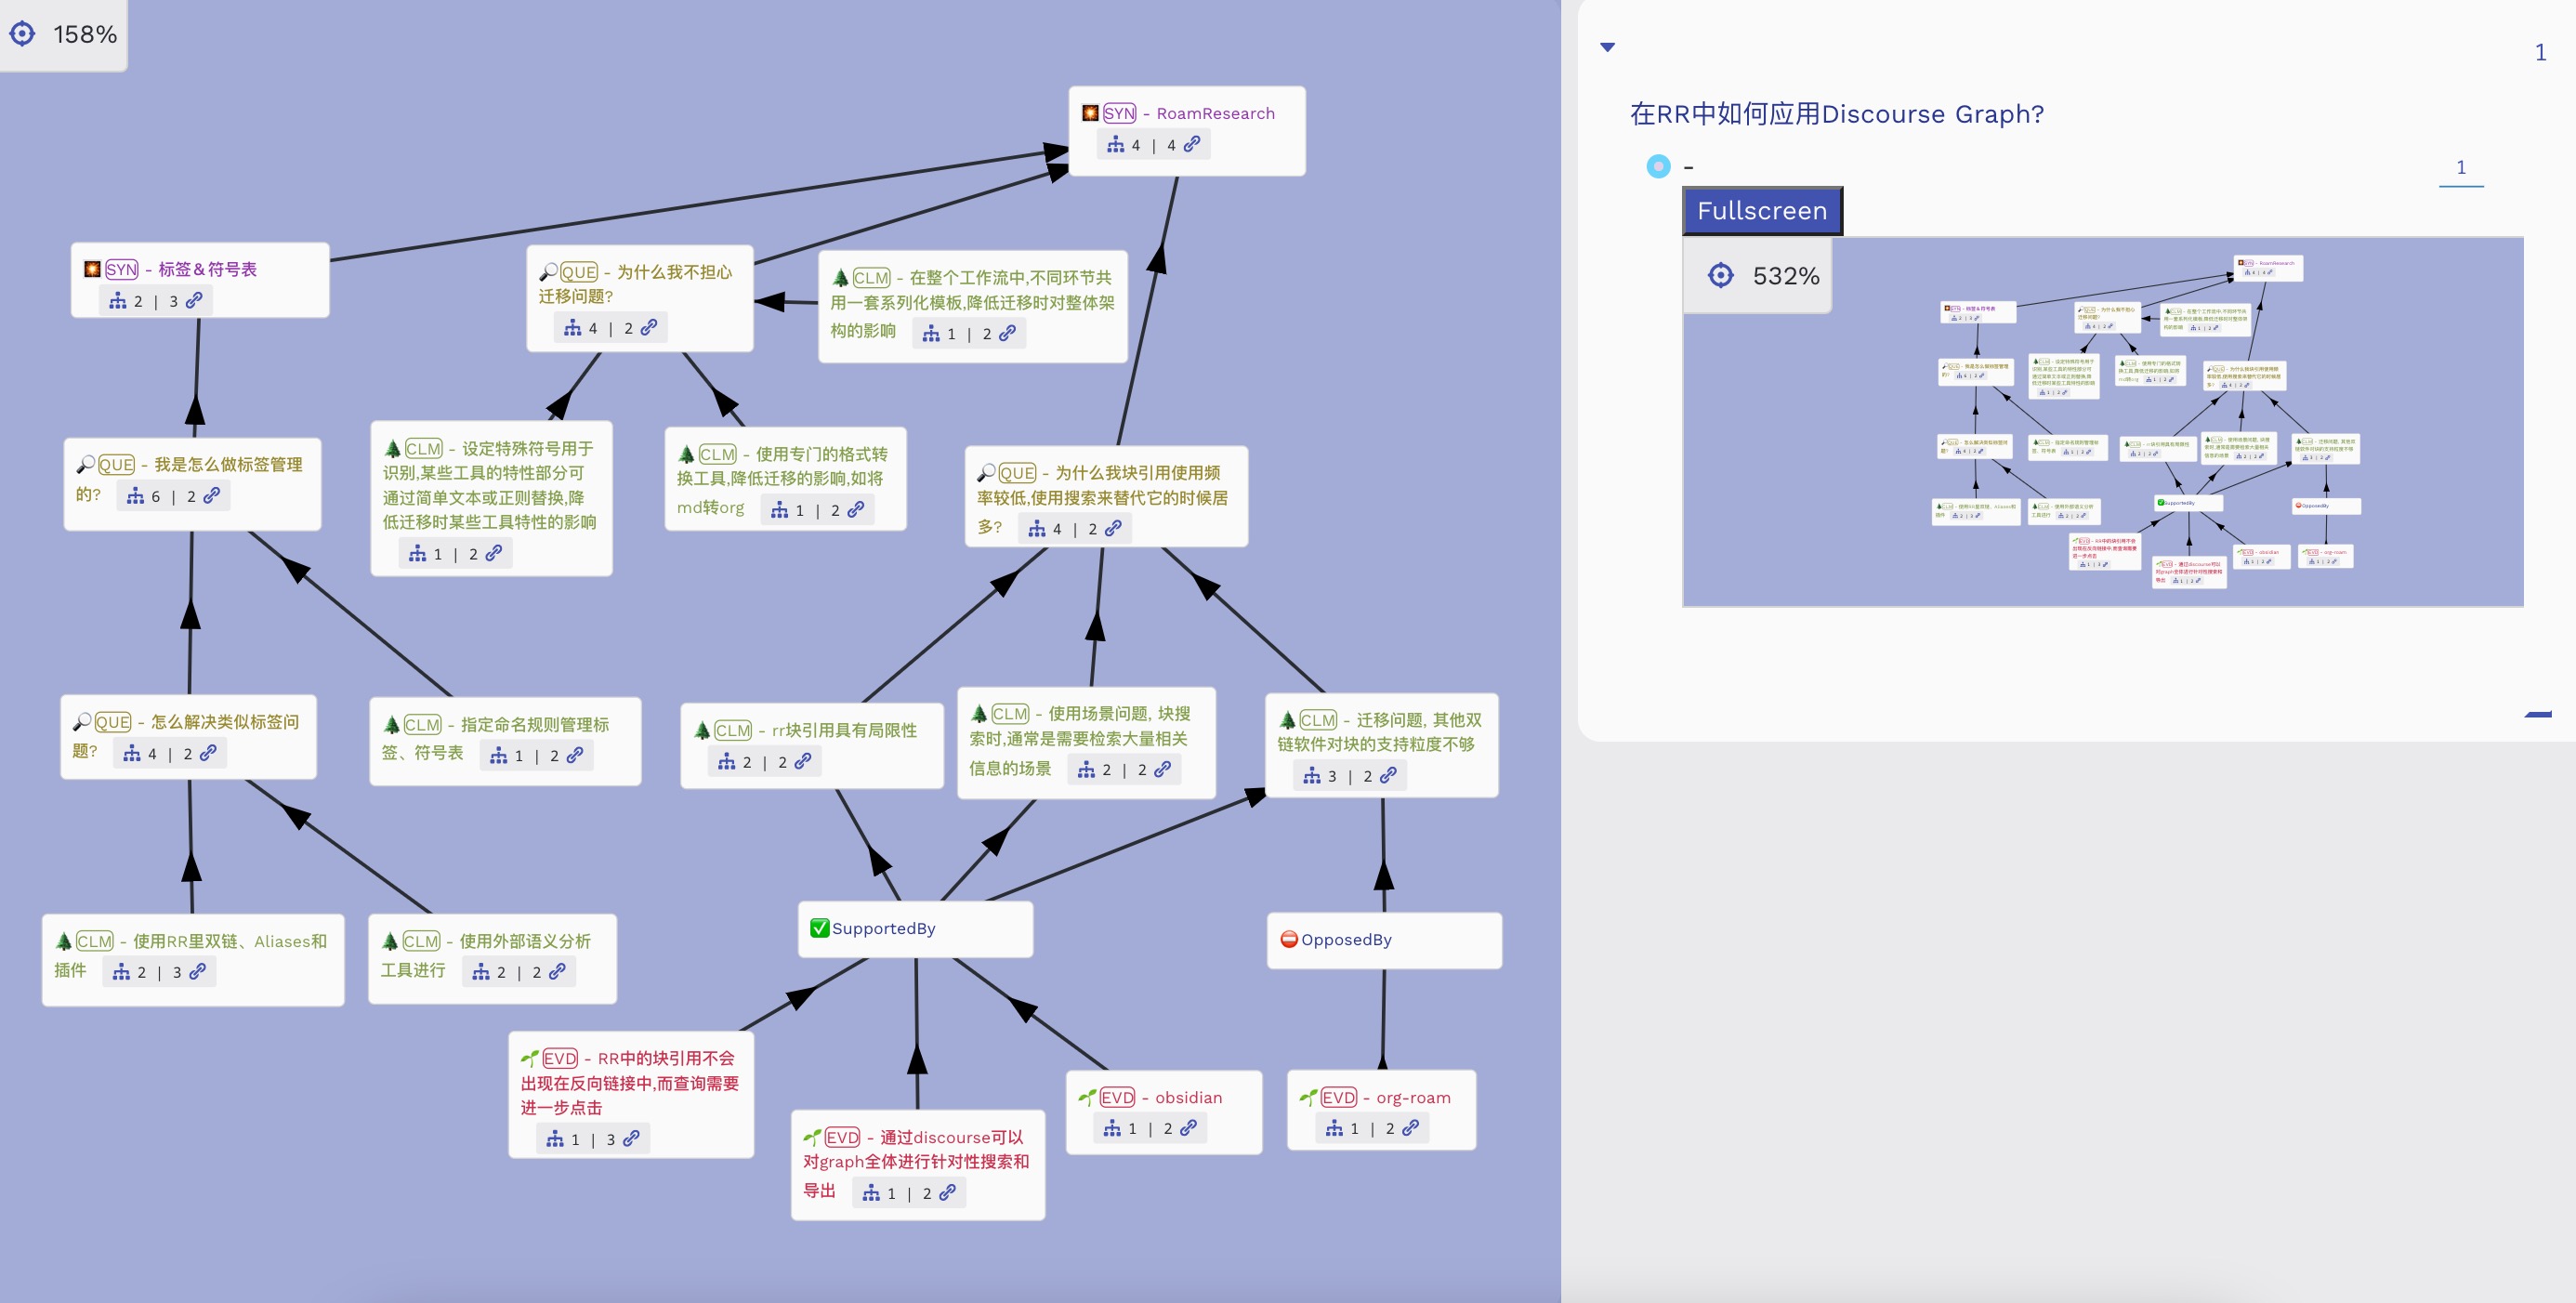 158%
SYN - RoamResearch
4 | 4
SYN - 标签＆符号表
2 | 3
QUE - 为什么我不担心
迁移问题?
4 | 2
CLM - 在整个工作流中,不同环节共
用一套系列化模板,降低迁移时对整体架
构的影响 1 | 2
QUE - 我是怎么做标签管理
的? 6 | 2
CLM - 设定特殊符号用于
识别,某些工具的特性部分可
通过简单文本或正则替换,降
低迁移时某些工具特性的影响
1 | 2
CLM - 使用专门的格式转
换工具,降低迁移的影响,如将
md转org 1 | 2
QUE - 为什么我块引用使用频
率较低,使用搜索来替代它的时候居
多? 4 | 2
QUE - 怎么解决类似标签问
题? 4 | 2
CLM - 指定命名规则管理标
签、符号表 1 | 2
CLM - rr块引用具有局限性
2 | 2
CLM - 使用场景问题, 块搜
索时,通常是需要检索大量相关
信息的场景 2 | 2
CLM - 迁移问题, 其他双
链软件对块的支持粒度不够
3 | 2
CLM - 使用RR里双链、Aliases和
插件 2 | 3
CLM - 使用外部语义分析
工具进行 2 | 2
SupportedBy
OpposedBy
EVD - RR中的块引用不会
出现在反向链接中,而查询需要
进一步点击
1 | 3
EVD - 通过discourse可以
对graph全体进行针对性搜索和
导出 1 | 2
EVD - obsidian
1 | 2
EVD - org-roam
1 | 2
1
在RR中如何应用Discourse Graph?
-
1
Fullscreen
532%